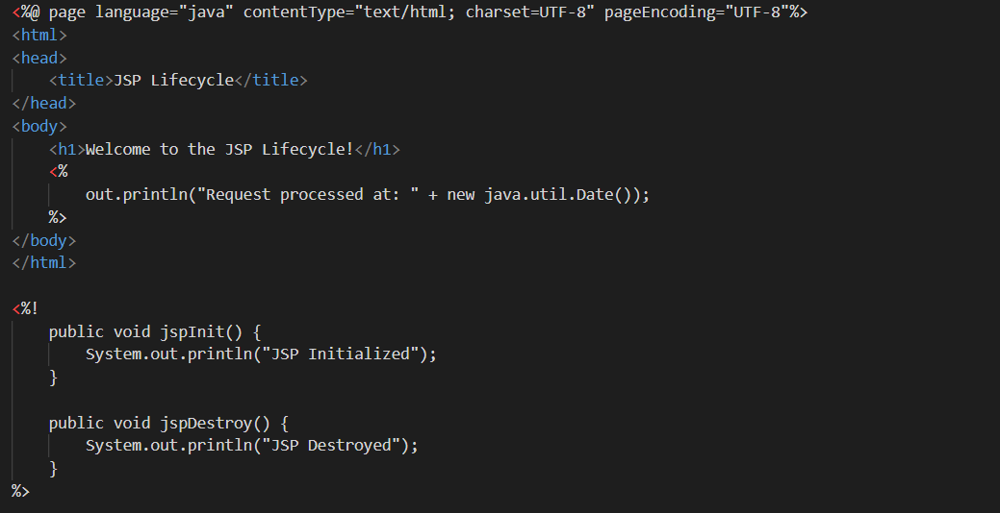 <%@ page language="java" contentType="text/html; charset=UTF-8" pageEncoding="UTF-8"%>
<html>
<head>
    <title>JSP Lifecycle</title>
</head>
<body>
    <h1>Welcome to the JSP Lifecycle!</h1>
    <%
        out.println("Request processed at: " + new java.util.Date());
    %>
</body>
</html>

<%!
    public void jspInit() {
        System.out.println("JSP Initialized");
    }

    public void jspDestroy() {
        System.out.println("JSP Destroyed");
    }
%>